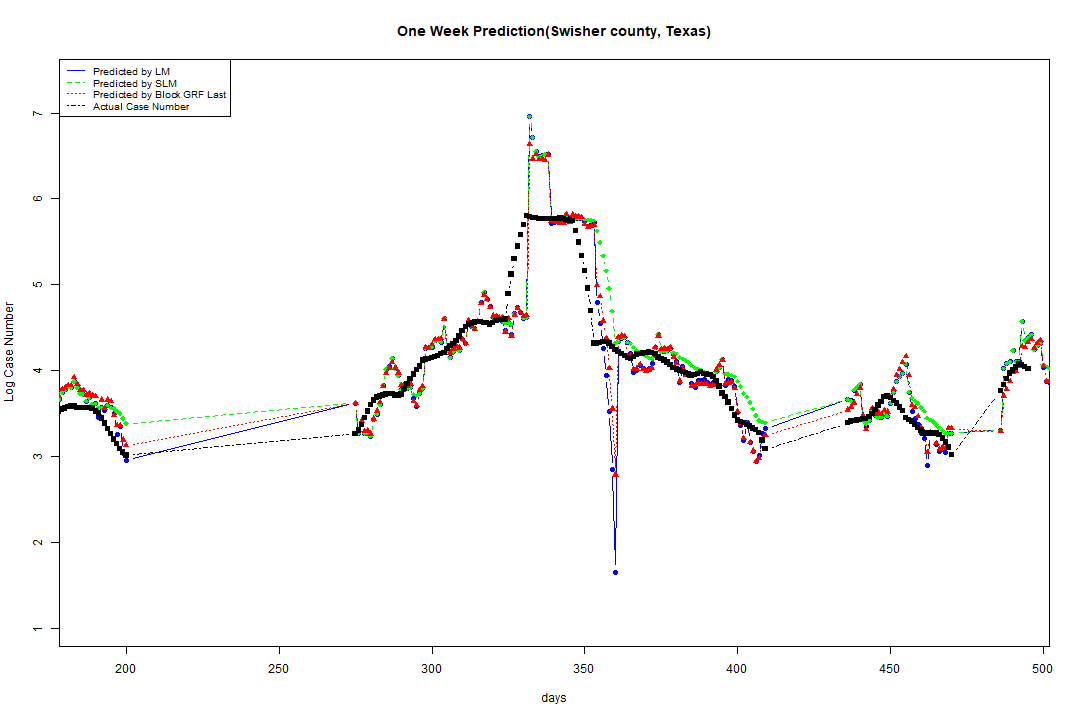 One Week Prediction(Swisher county, Texas)
Predicted by LM
Predicted by SLM
Predicted by Block GRF Last
Actual Case Number
7
6
5
4
3
2
1
Log Case Number
200 250 300 350 400 450 500
days